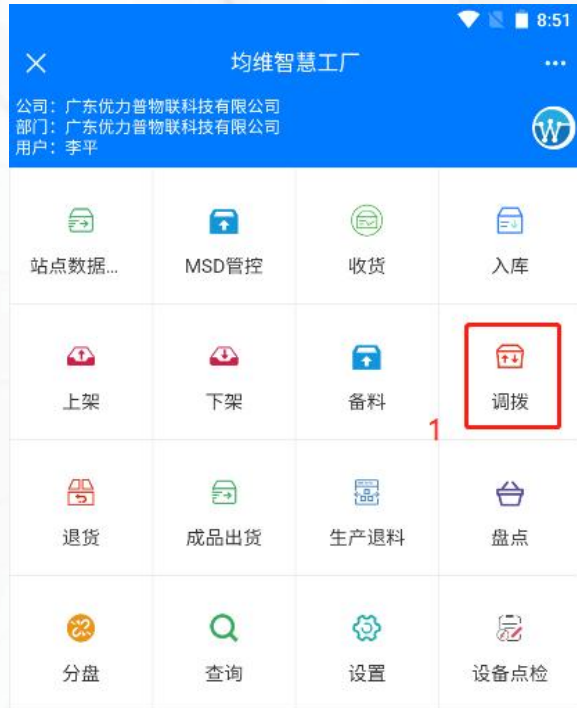 8:51
均维智慧工厂
公司：广东优力普物联科技有限公司
部门：广东优力普物联科技有限公司
用户：李平
W
站点数据... MSD管控 收货 入库
上架 下架 备料 调拨
1
退货 成品出货 生产退料 盘点
分盘 查询 设置 设备点检